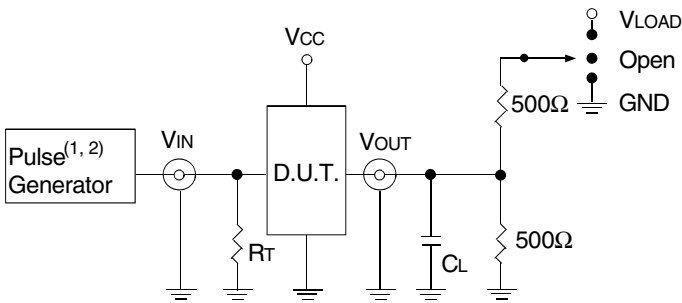 VLOAD
Open
GND
VCC
500Ω
Pulse(1, 2)
Generator
VIN
D.U.T.
VOUT
RT
CL
500Ω